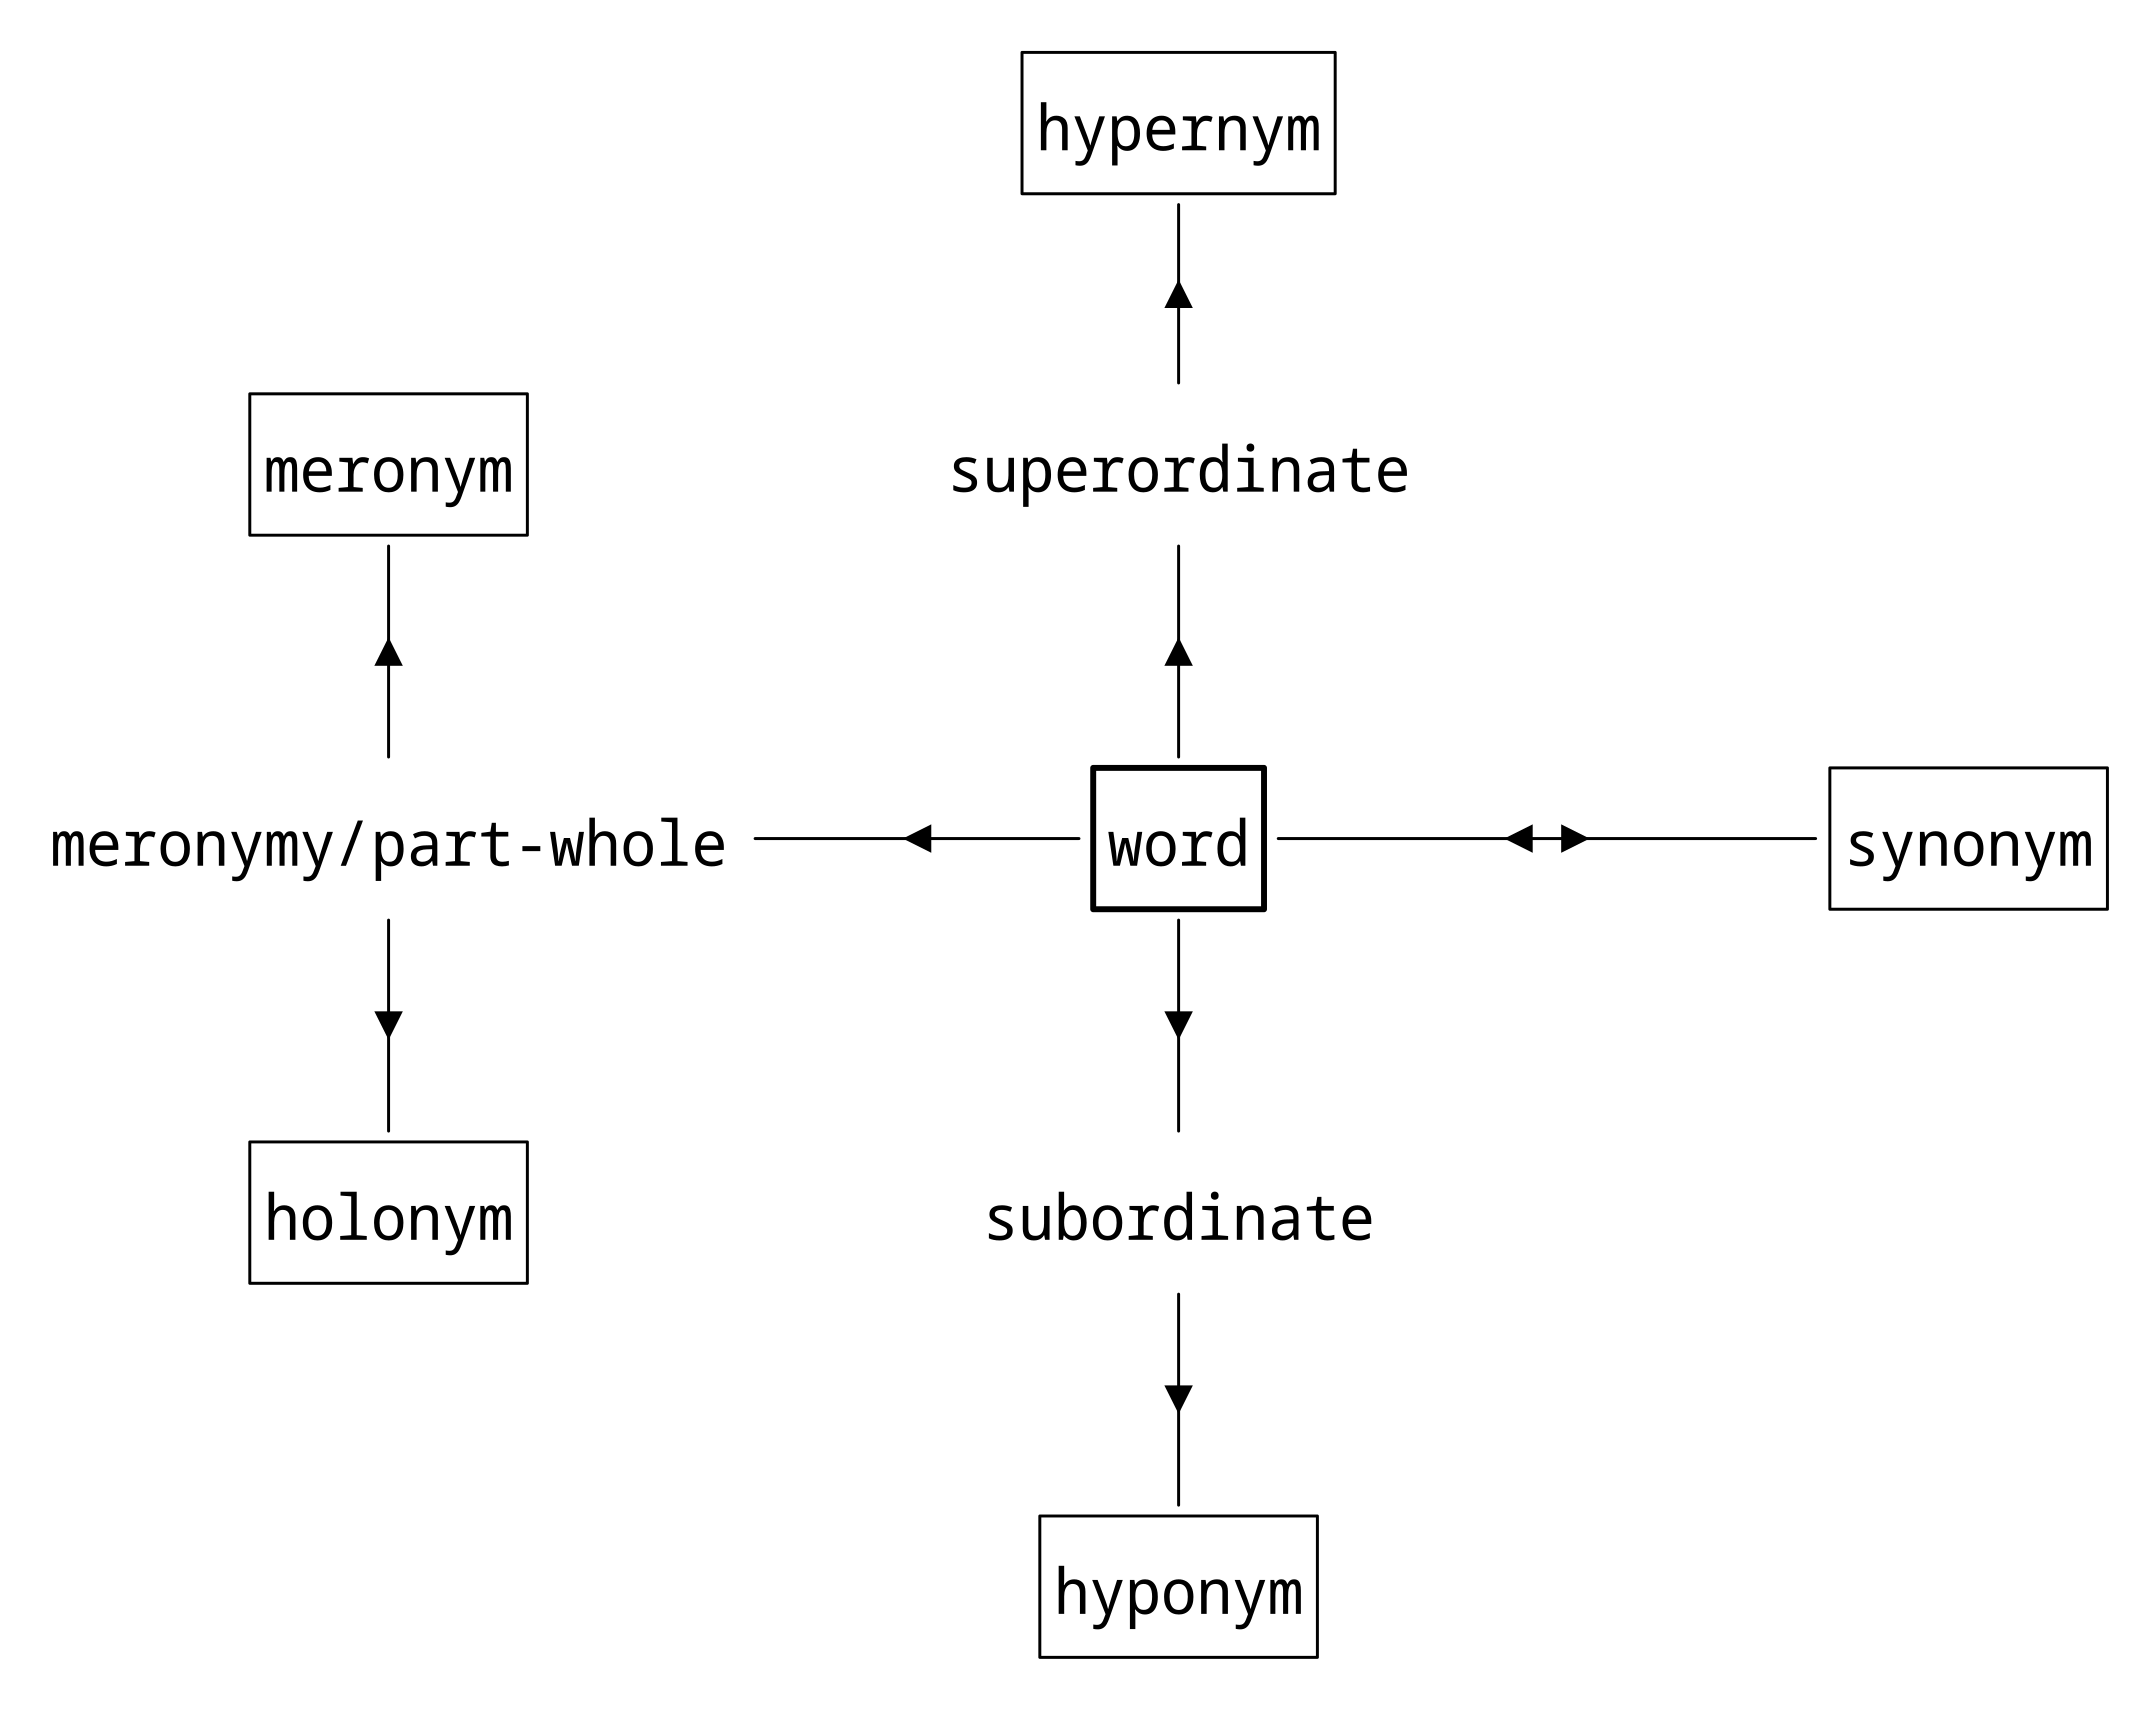 hypernym
meronym
superordinate
meronymy/part-whole
word
synonym
holonym
subordinate
hyponym